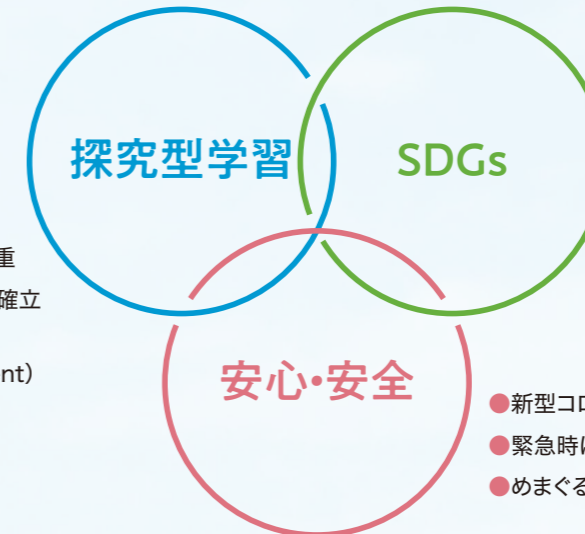 探究型学習
SDGs
重
確立
nt）
安心・安全
●新型コロ
●緊急時に
●めまぐる